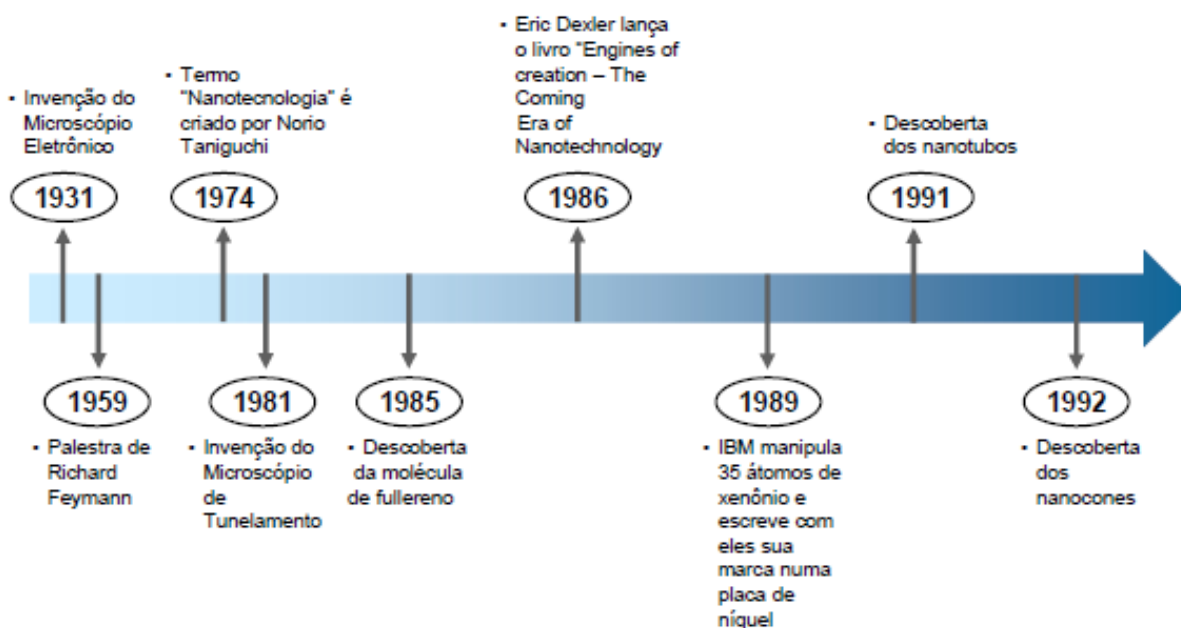 ▪ Invenção do
Microscópio
Eletrônico
1931
▪ Termo
"Nanotecnologia" é
criado por Norio
Taniguchi
1974
▪ Eric Dexler lança
o livro "Engines of
creation – The
Coming
Era of
Nanotechnology
1986
▪ Descoberta
dos nanotubos
1991
1959
▪ Palestra de
Richard
Feymann
1981
▪ Invenção do
Microscópio
de
Tunelamento
1985
▪ Descoberta
da molécula
de fullereno
1989
▪ IBM manipula
35 átomos de
xenônio e
escreve com
eles sua
marca numa
placa de
níquel
1992
▪ Descoberta
dos
nanocones